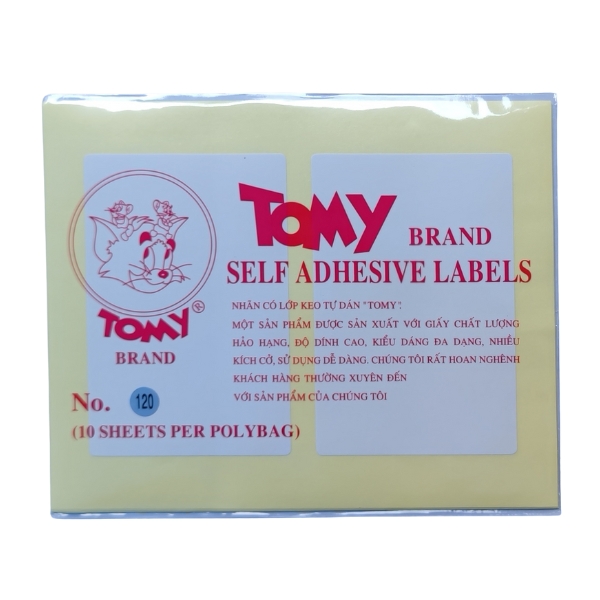 TOMY BRAND
SELF ADHESIVE LABELS
NHÃN CÓ LỚP KEO TỰ DÁN "TOMY".
MỘT SẢN PHẨM ĐƯỢC SẢN XUẤT VỚI GIẤY CHẤT LƯỢNG
HẢO HẠNG, ĐỘ DÍNH CAO, KIỂU DÁNG ĐA DẠNG, NHIỀU
KÍCH CỠ, SỬ DỤNG DỄ DÀNG. CHÚNG TÔI RẤT HOAN NGHÊNH
KHÁCH HÀNG THƯỜNG XUYÊN ĐẾN
VỚI SẢN PHẨM CỦA CHÚNG TÔI
TOMY®
BRAND
No. 120
(10 SHEETS PER POLYBAG)